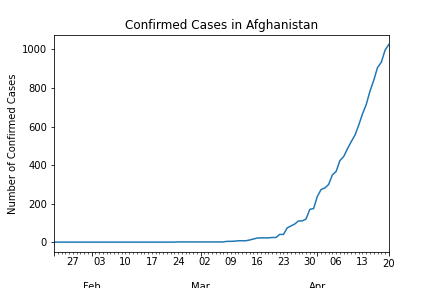 Confirmed Cases in Afghanistan
Number of Confirmed Cases
1000
800
600
400
200
0
27 03 10 17 24 02 09 16 23 30 06 13 20
Feb Mar Apr